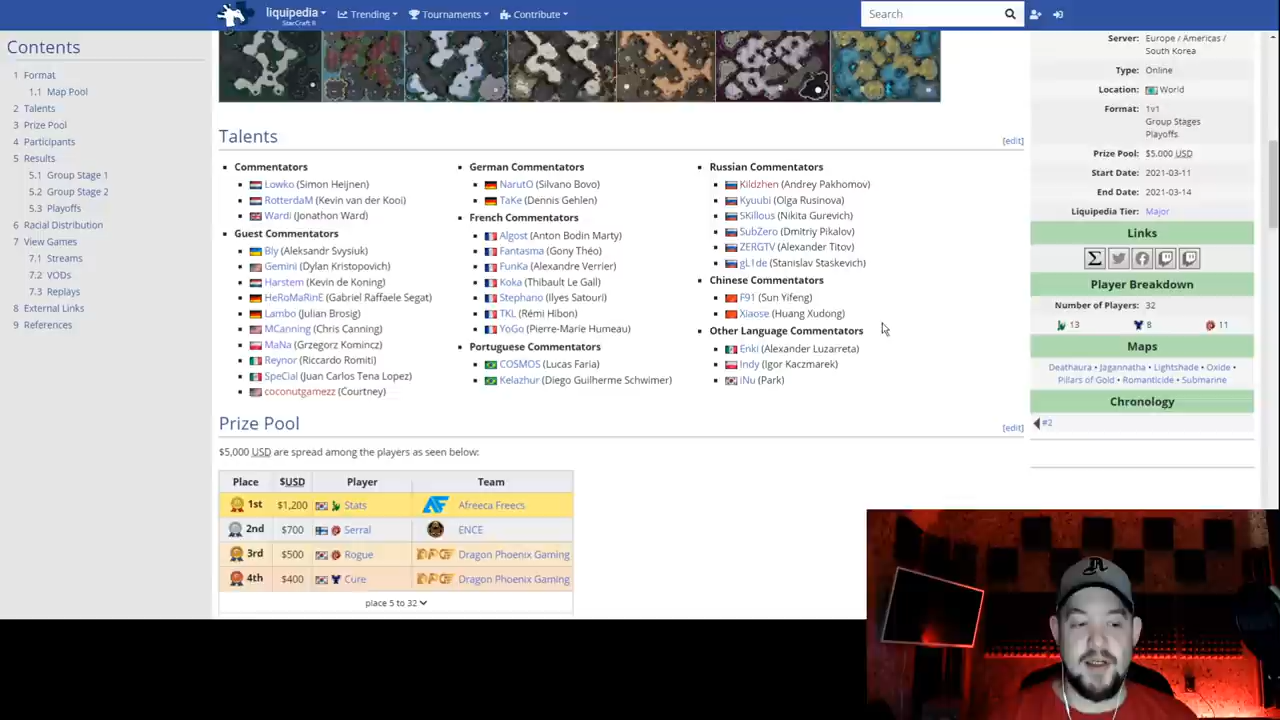 liquipedia
StarCraft II
Trending
Tournaments
Contribute
Search
Contents
1 Format
1.1 Map Pool
2 Talents
3 Prize Pool
4 Participants
5 Results
5.1 Group Stage 1
5.2 Group Stage 2
5.3 Playoffs
6 Racial Distribution
7 View Games
7.1 Streams
7.2 VODs
7.3 Replays
8 External Links
9 References
Talents
[edit]
Commentators
Lowko (Simon Heijnen)
RotterdaM (Kevin van der Kooi)
Wardi (Jonathon Ward)
Guest Commentators
Bly (Aleksandr Svysiuk)
Gemini (Dylan Kristopovich)
Harstem (Kevin de Koning)
HeRoMaRinE (Gabriel Raffaele Segat)
Lambo (Julian Brosig)
MCanning (Chris Canning)
MaNa (Grzegorz Komincz)
Reynor (Riccardo Romiti)
SpeCial (Juan Carlos Tena Lopez)
coconutgamezz (Courtney)
German Commentators
NarutO (Silvano Bovo)
TaKe (Dennis Gehlen)
French Commentators
Algost (Anton Bodin Marty)
Fantasma (Gony Théo)
FunKa (Alexandre Verrier)
Koka (Thibault Le Gall)
Stephano (Ilyes Satouri)
TKL (Rémi Hibon)
YoGo (Pierre-Marie Humeau)
Portuguese Commentators
COSMOS (Lucas Faria)
Kelazhur (Diego Guilherme Schwimer)
Russian Commentators
Kildzhen (Andrey Pakhomov)
Kyuubi (Olga Rusinova)
SKillous (Nikita Gurevich)
SubZero (Dmitriy Pikalov)
ZERGTV (Alexander Titov)
gL!de (Stanislav Staskevich)
Chinese Commentators
F91 (Sun Yifeng)
Xiaose (Huang Xudong)
Other Language Commentators
Enki (Alexander Luzarreta)
Indy (Igor Kaczmarek)
iNu (Park)
Prize Pool
[edit]
$5,000 USD are spread among the players as seen below:
Place $USD Player Team
1st $1,200 Stats Afreeca Freecs
2nd $700 Serral ENCE
3rd $500 Rogue Dragon Phoenix Gaming
4th $400 Cure Dragon Phoenix Gaming
place 5 to 32
Server: Europe / Americas /
South Korea
Type: Online
Location: World
Format: 1v1
Group Stages
Playoffs
Prize Pool: $5,000 USD
Start Date: 2021-03-11
End Date: 2021-03-14
Liquipedia Tier: Major
Links
Player Breakdown
Number of Players: 32
13 8 11
Maps
Deathaura • Jagannatha • Lightshade • Oxide •
Pillars of Gold • Romanticide • Submarine
Chronology
#2